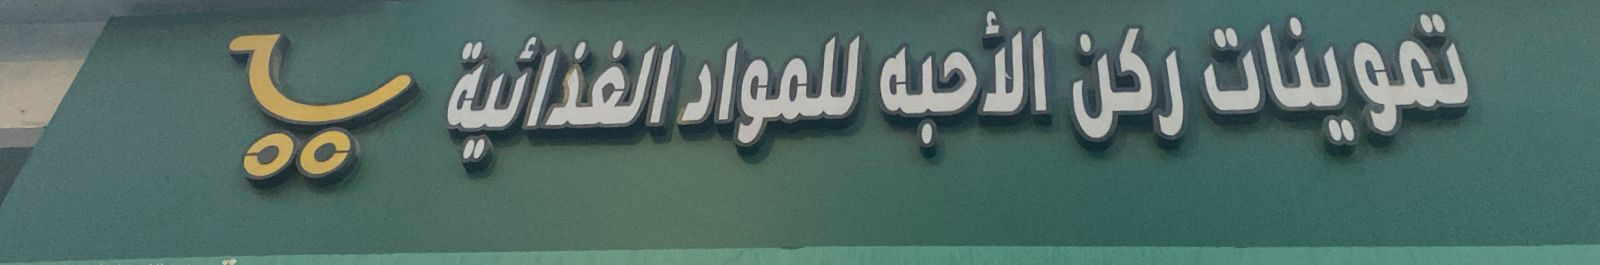 تموينات ركن الأحبه للمواد الغذائية